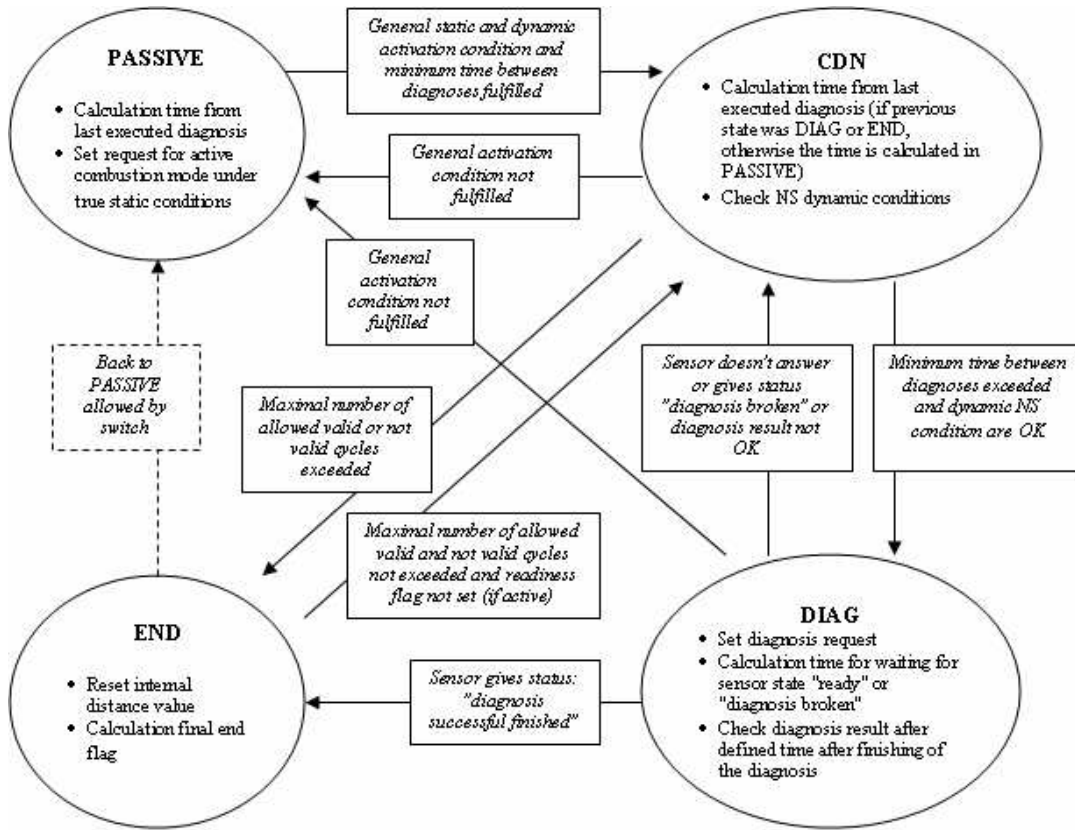 PASSIVE
• Calculation time from
last executed diagnosis
• Set request for active
combustion mode under
true static conditions
General static and dynamic
activation condition and
minimum time between
diagnoses fulfilled
CDN
• Calculation time from last
executed diagnosis (if previous
state was DIAG or END,
otherwise the time is calculated in
PASSIVE)
• Check NS dynamic conditions
General activation
condition not
fulfilled
General
activation
condition not
fulfilled
Back to
PASSIVE
allowed by
switch
Maximal number of
allowed valid or not
valid cycles
exceeded
Sensor doesn't answer
or gives status
"diagnosis broken" or
diagnosis result not
OK
Minimum time between
diagnoses exceeded
and dynamic NS
condition are OK
Maximal number of allowed
valid and not valid cycles
not exceeded and readiness
flag not set (if active)
END
• Reset internal
distance value
• Calculation final end
flag
Sensor gives status:
"diagnosis
successful finished"
DIAG
• Set diagnosis request
• Calculation time for waiting for
sensor state "ready" or
"diagnosis broken"
• Check diagnosis result after
defined time after finishing of
the diagnosis